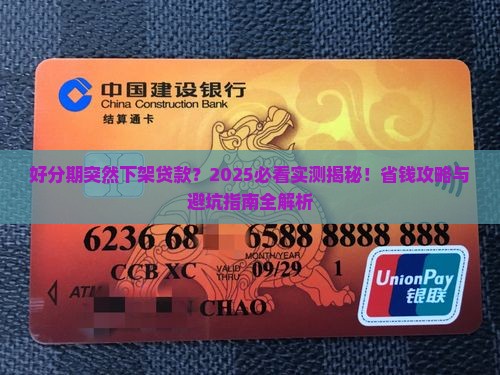 中国建设银行
China Construction Bank
结算通卡
好分期突然下架贷款？2025必看实测揭秘！省钱攻略与
避坑指南全解析
6236 68 6588 8888 888
MONTH/YEAR
CCB XC VALID THRU 09/29 1
ATM
CHAO
UnionPay
银联